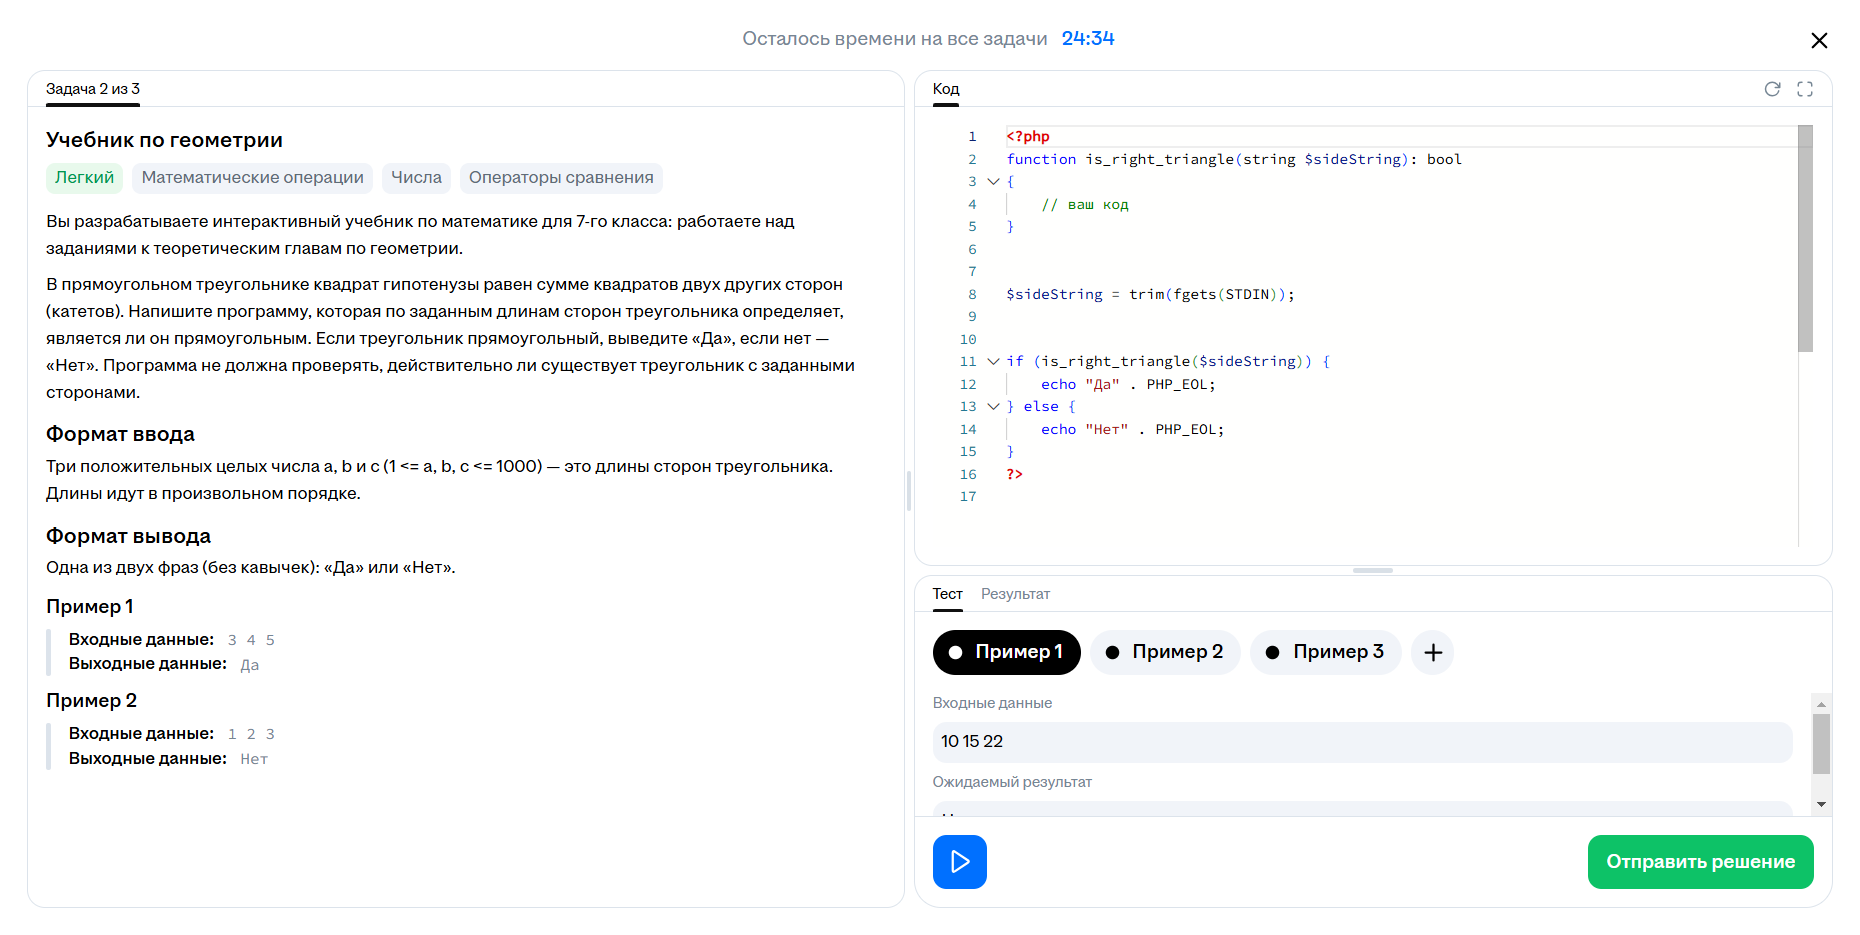 Осталось времени на все задачи 24:34
Задача 2 из 3
Учебник по геометрии
Легкий Математические операции Числа Операторы сравнения
Вы разрабатываете интерактивный учебник по математике для 7-го класса: работаете над
заданиями к теоретическим главам по геометрии.
В прямоугольном треугольнике квадрат гипотенузы равен сумме квадратов двух других сторон
(катетов). Напишите программу, которая по заданным длинам сторон треугольника определяет,
является ли он прямоугольным. Если треугольник прямоугольный, выведите «Да», если нет —
«Нет». Программа не должна проверять, действительно ли существует треугольник с заданными
сторонами.
Формат ввода
Три положительных целых числа a, b и c (1 <= a, b, c <= 1000) — это длины сторон треугольника.
Длины идут в произвольном порядке.
Формат вывода
Одна из двух фраз (без кавычек): «Да» или «Нет».
Пример 1
Входные данные: 3 4 5
Выходные данные: Да
Пример 2
Входные данные: 1 2 3
Выходные данные: Нет
Код
1 <?php
2 function is_right_triangle(string $sideString): bool
3 {
4 // ваш код
5 }
6
7
8 $sideString = trim(fgets(STDIN));
9
10
11 if (is_right_triangle($sideString)) {
12 echo "Да" . PHP_EOL;
13 } else {
14 echo "Нет" . PHP_EOL;
15 }
16 ?>
17
Тест Результат
Пример 1 Пример 2 Пример 3
Входные данные
10 15 22
Ожидаемый результат
Отправить решение